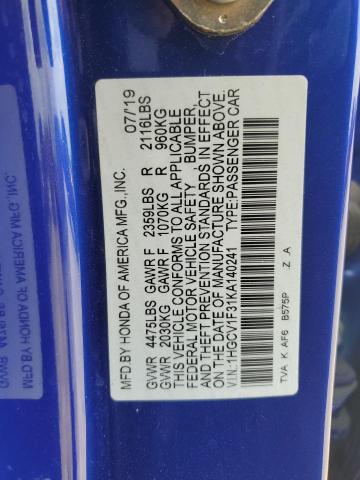 MFD.BY HONDA OF AMERICA MFG.,INC. 07/19
GVWR 4475LBS GAWR F 2359LBS R 2116LBS
GVWR 2030KG GAWR F 1070KG R 960KG
THIS VEHICLE CONFORMS TO ALL APPLICABLE
FEDERAL MOTOR VEHICLE SAFETY , BUMPER,
AND THEFT PREVENTION STANDARDS IN EFFECT
ON THE DATE OF MANUFACTURE SHOWN ABOVE.
VIN:1HGCV1F31KA140241 TYPE:PASSENGER CAR
TVA K AF6 B575P Z A
MFD.BY HONDA OF AMERICA MFG.,INC.
GVWR